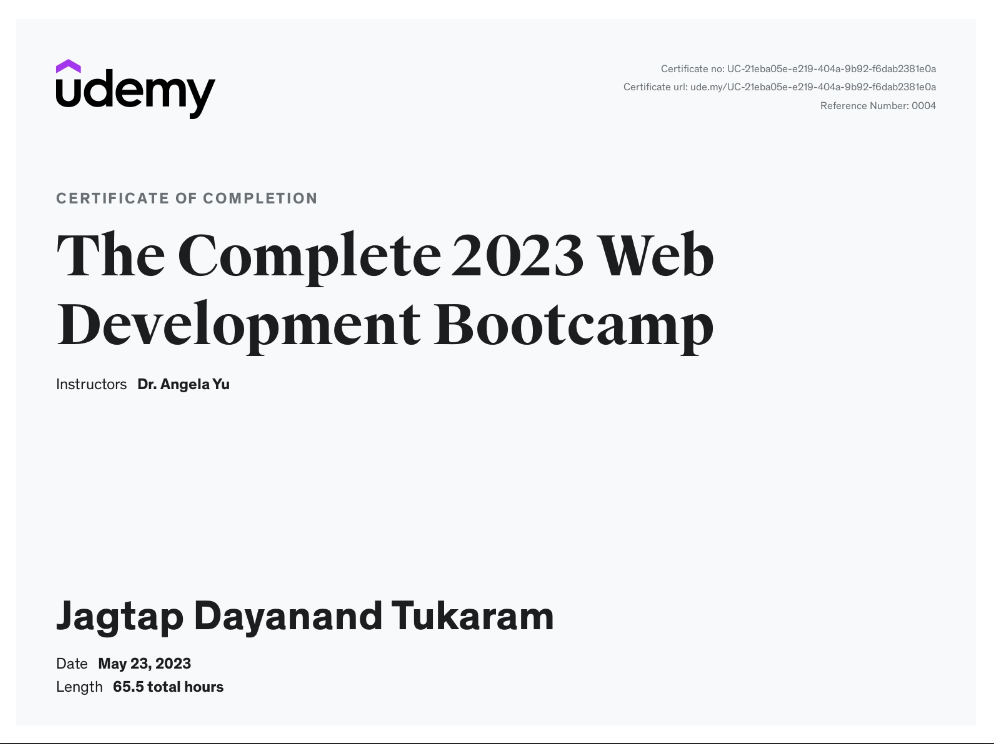 udemy
Certificate no: UC-21eba05e-e219-404a-9b92-f6dab2381e0a
Certificate url: ude.my/UC-21eba05e-e219-404a-9b92-f6dab2381e0a
Reference Number: 0004
CERTIFICATE OF COMPLETION
The Complete 2023 Web
Development Bootcamp
Instructors Dr. Angela Yu
Jagtap Dayanand Tukaram
Date May 23, 2023
Length 65.5 total hours